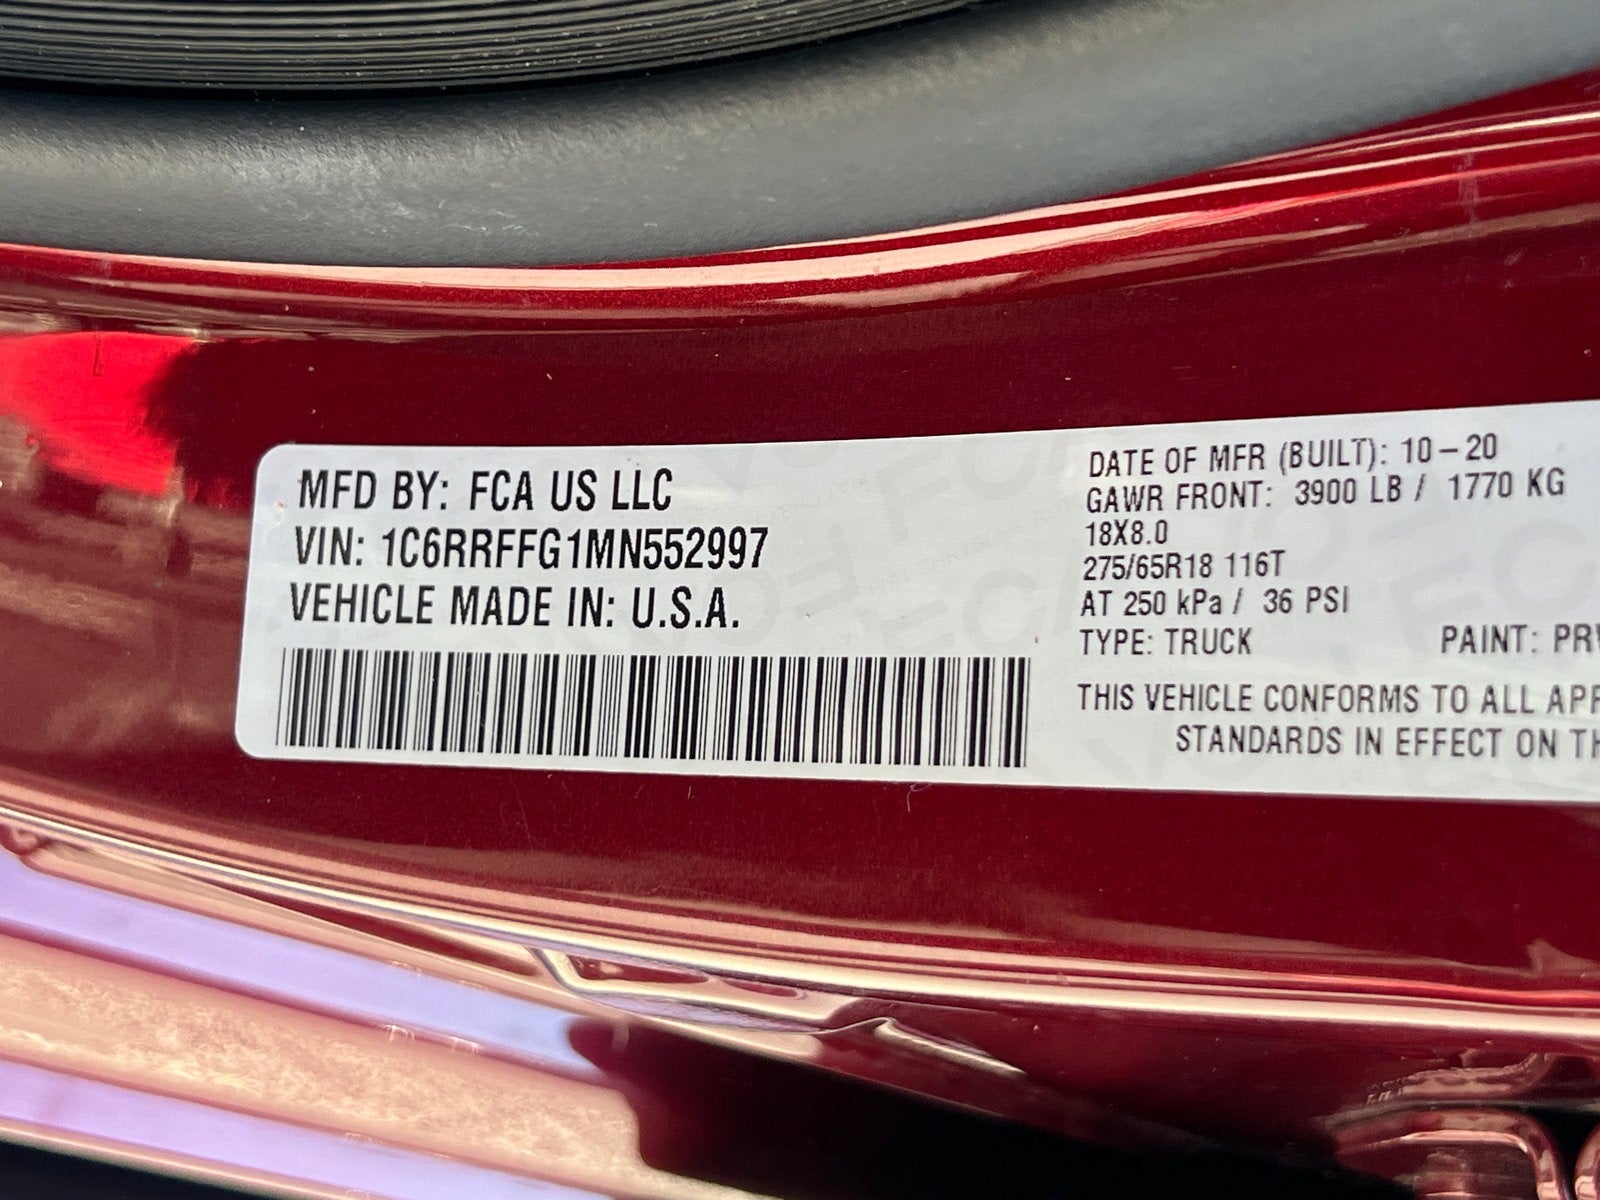 MFD BY: FCA US LLC
VIN: 1C6RRFFG1MN552997
VEHICLE MADE IN: U.S.A.
DATE OF MFR (BUILT): 10-20
GAWR FRONT: 3900 LB / 1770 KG
18X8.0
275/65R18 116T
AT 250 kPa / 36 PSI
TYPE: TRUCK PAINT:
THIS VEHICLE CONFORMS TO ALL
STANDARDS IN EFFECT ON